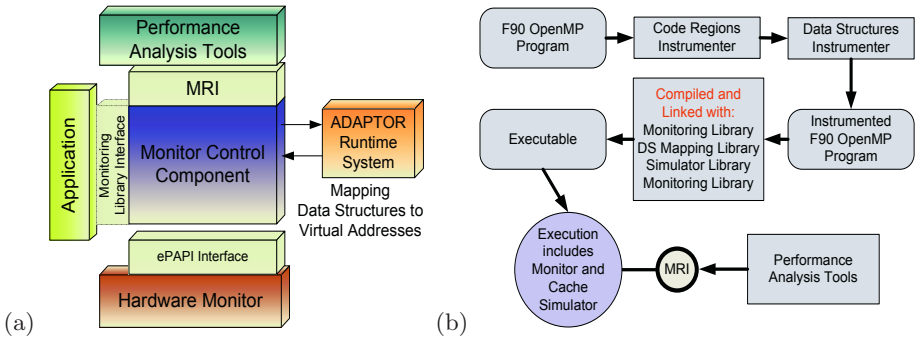 Performance
Analysis Tools
MRI
Application
Monitoring
Library Interface
Monitor Control
Component
ADAPTOR
Runtime
System
Mapping
Data Structures to
Virtual Addresses
ePAPI Interface
Hardware Monitor
(a)
F90 OpenMP
Program
Code Regions
Instrumenter
Data Structures
Instrumenter
Executable
Compiled and
Linked with:
Monitoring Library
DS Mapping Library
Simulator Library
Monitoring Library
Instrumented
F90 OpenMP
Program
Execution
includes
Monitor and
Cache
Simulator
MRI
Performance
Analysis Tools
(b)